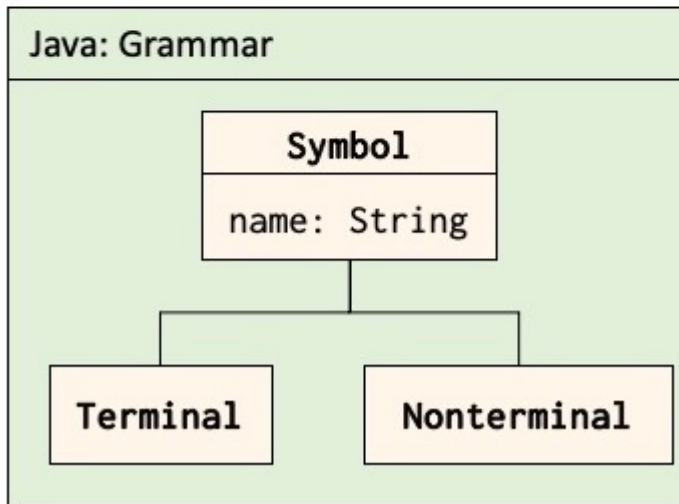 Java: Grammar
Symbol
name: String
Terminal
Nonterminal